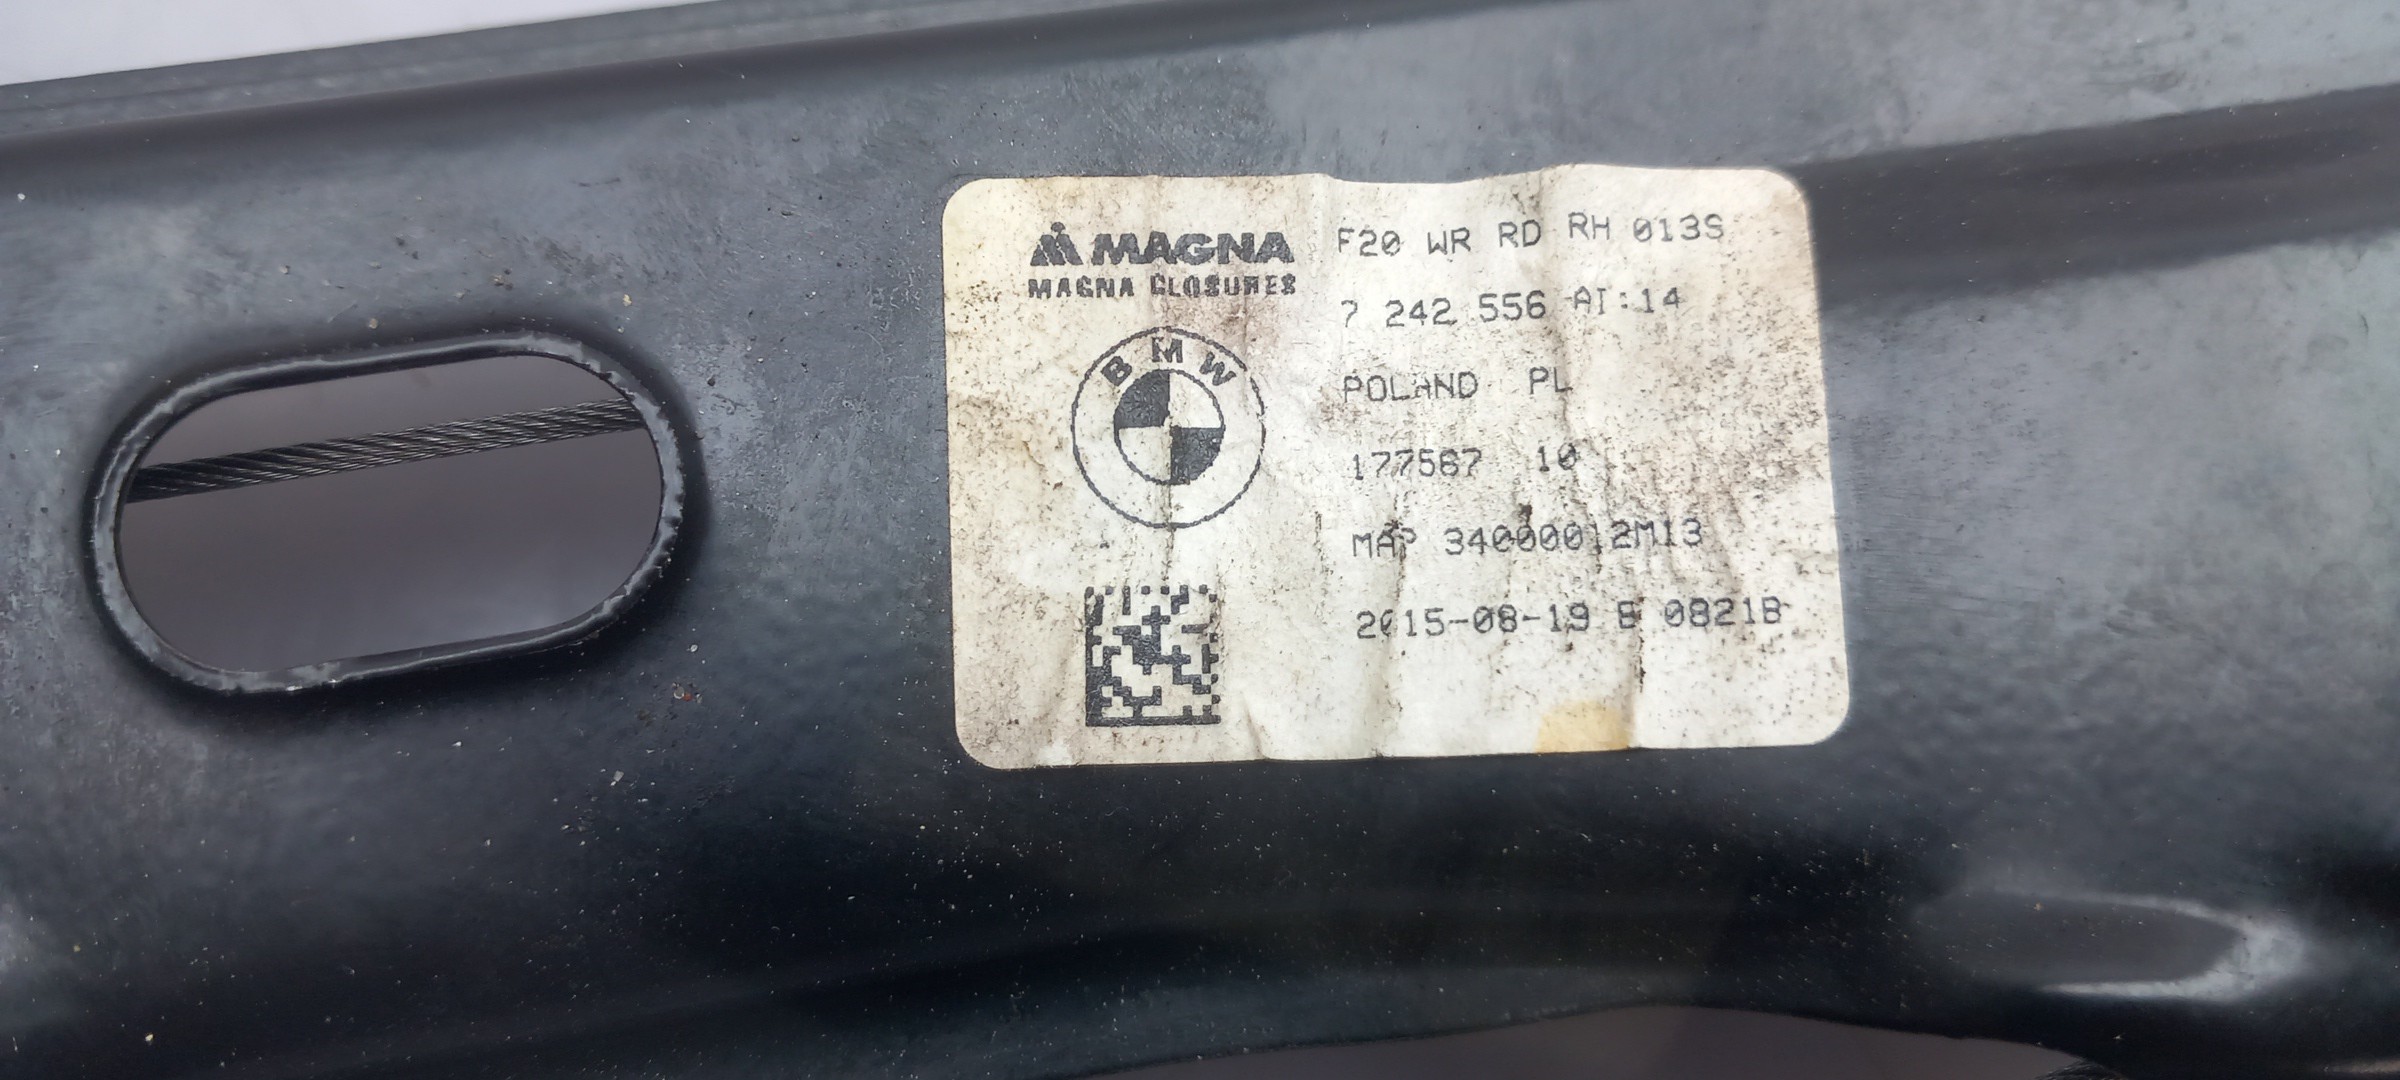 MAGNA
MAGNA CLOSURES
BMW
F20 WR RD RH 013S
7 242 556 AI:14
POLAND PL
177567 10
MAP 34000012M13
2015-08-19 B 0821B